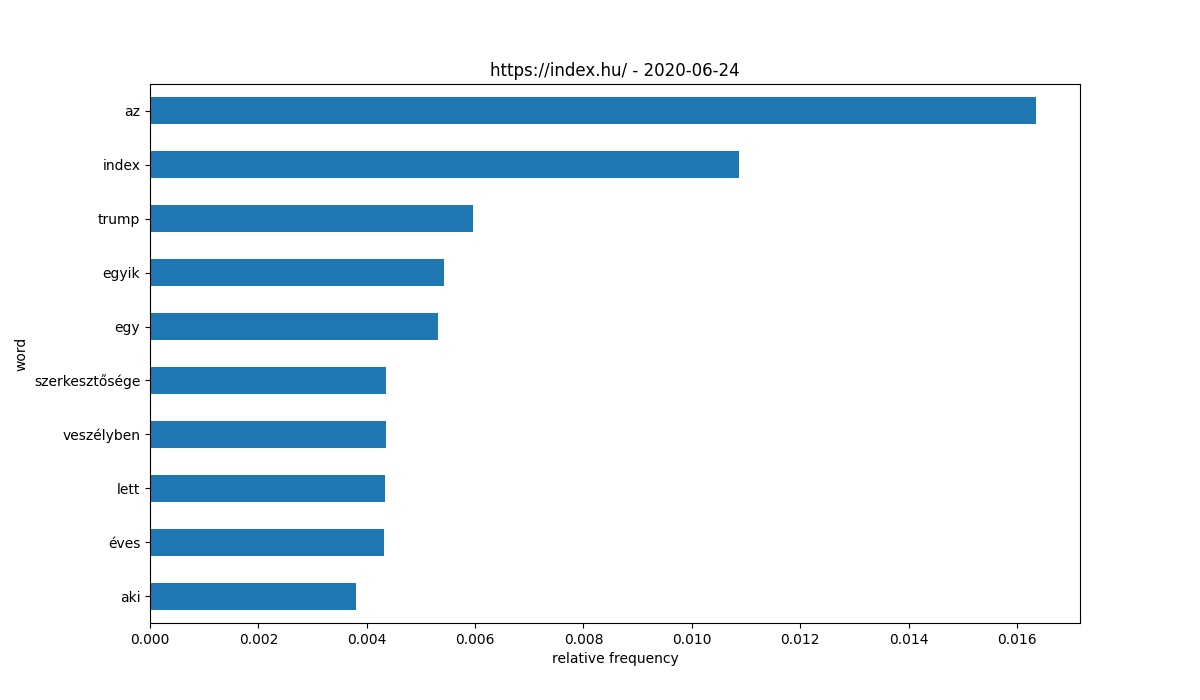 https://index.hu/ - 2020-06-24
az
index
trump
egyik
egy
szerkesztősége
veszélyben
lett
éves
aki
word
0.000 0.002 0.004 0.006 0.008 0.010 0.012 0.014 0.016
relative frequency